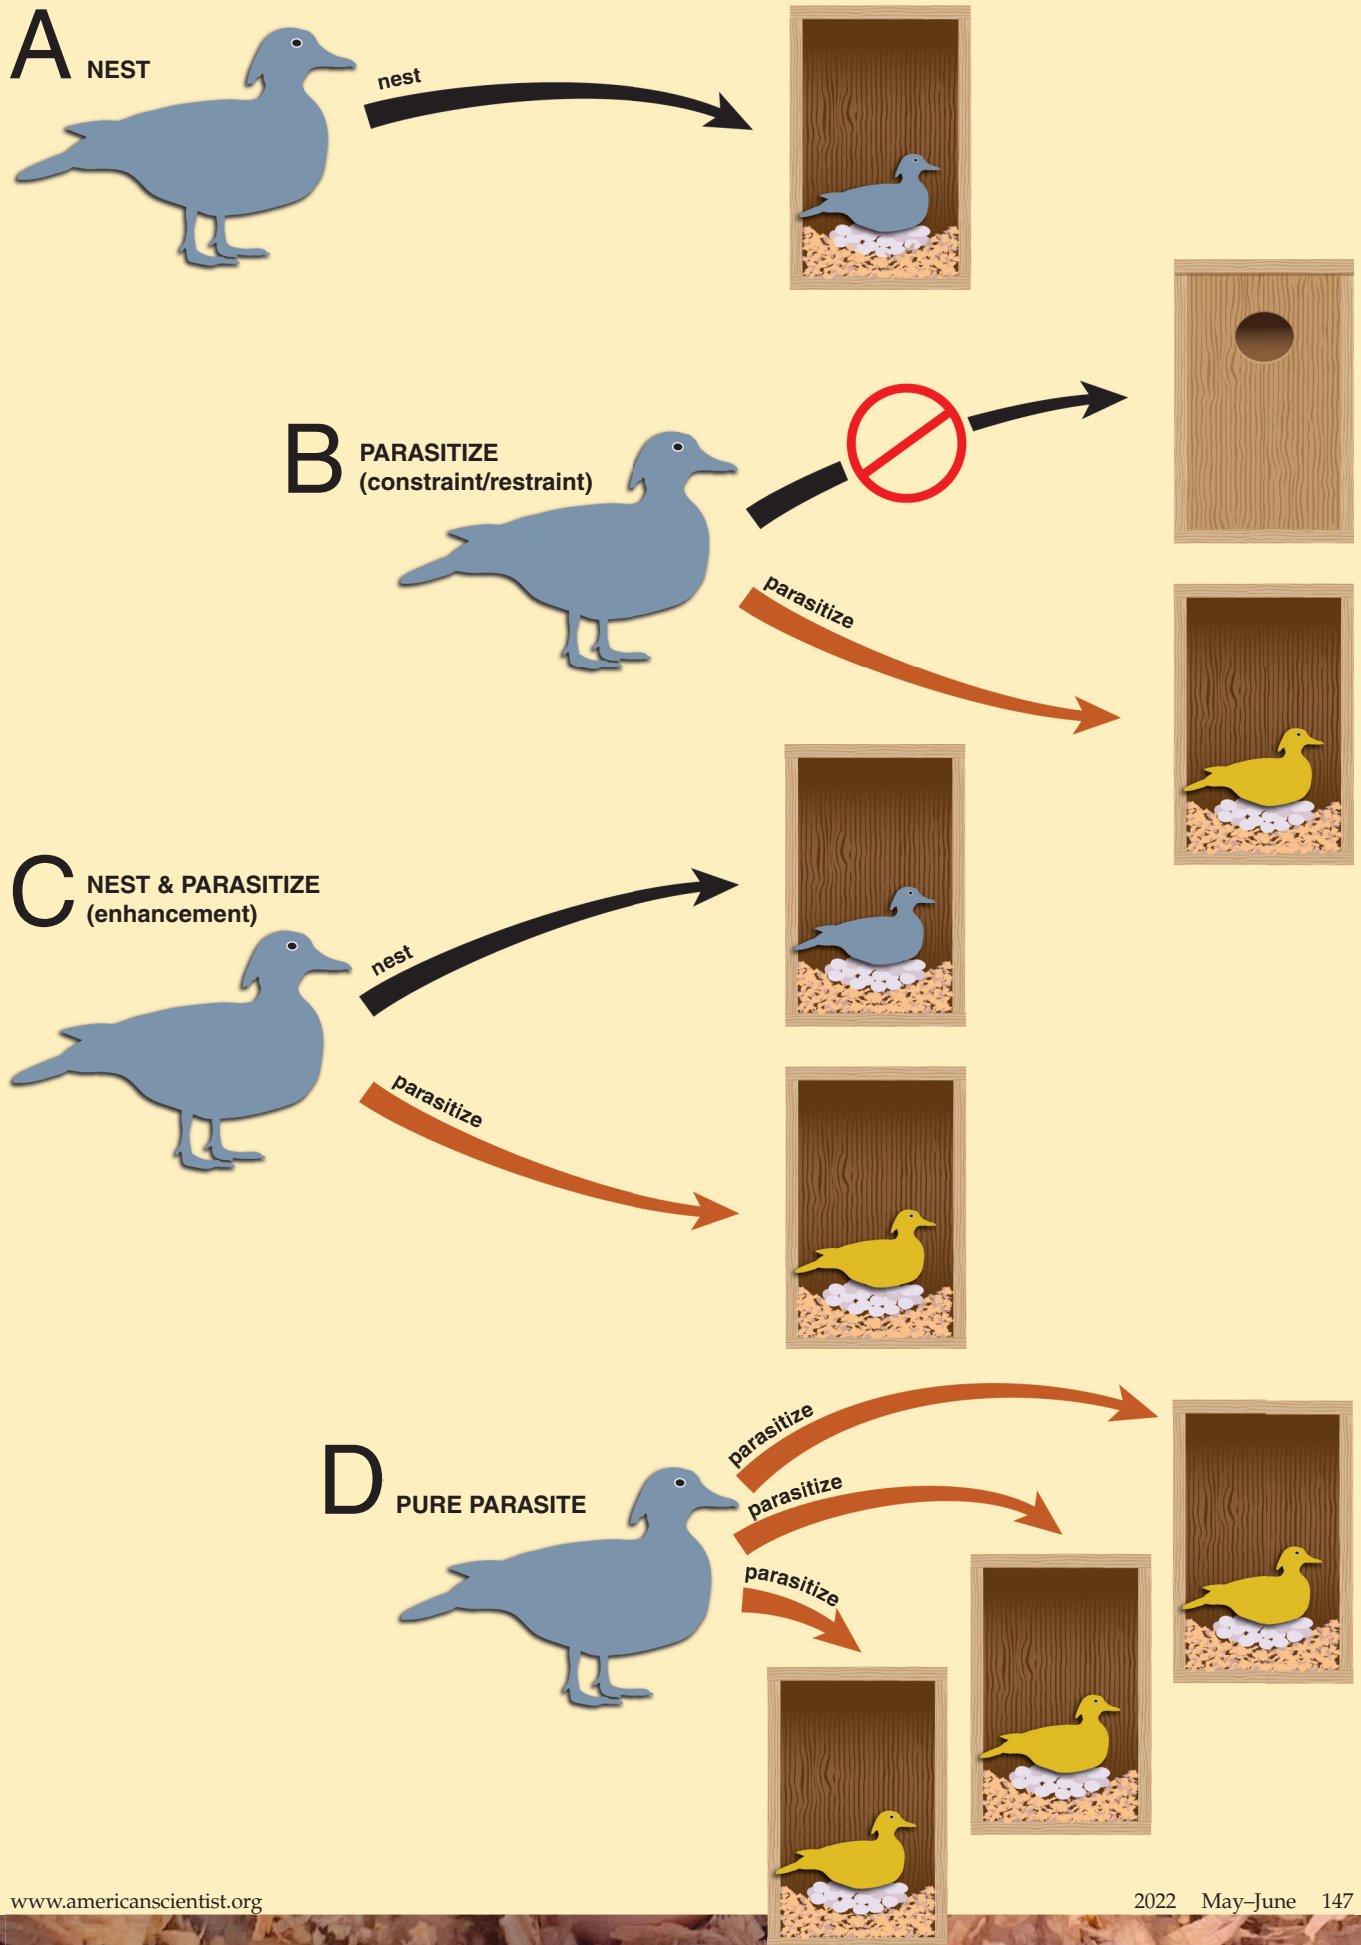 A NEST
nest
B PARASITIZE
(constraint/restraint)
parasitize
C NEST & PARASITIZE
(enhancement)
nest
parasitize
D PURE PARASITE
parasitize
parasitize
parasitize
www.americanscientist.org
2022 May–June 147